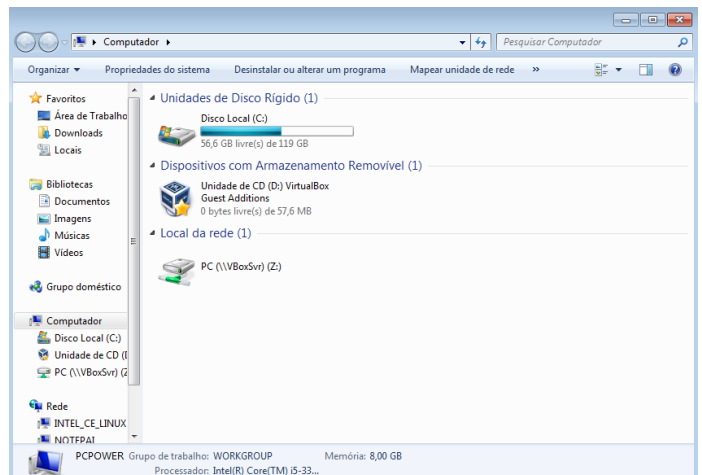 Computador
Pesquisar Computador
Organizar
Propriedades do sistema
Desinstalar ou alterar um programa
Mapear unidade de rede
»
Favoritos
Área de Trabalho
Downloads
Locais
Bibliotecas
Documentos
Imagens
Músicas
Vídeos
Grupo doméstico
Computador
Disco Local (C:)
Unidade de CD (D
PC (\\VBoxSvr) (Z
Rede
INTEL_CE_LINUX
NOTEPAI
Unidades de Disco Rígido (1)
Disco Local (C:)
56,6 GB livre(s) de 119 GB
Dispositivos com Armazenamento Removível (1)
Unidade de CD (D:) VirtualBox
Guest Additions
0 bytes livre(s) de 57,6 MB
Local da rede (1)
PC (\\VBoxSvr) (Z:)
PCPOWER Grupo de trabalho: WORKGROUP Memória: 8,00 GB
Processador: Intel(R) Core(TM) i5-33...